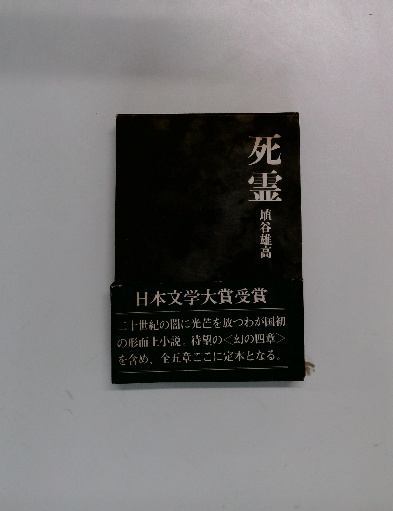 死霊
埴谷雄高
日本文学大賞受賞
二十世紀の闇に光芒を放つわが国初
の形而上小説。待望の<幻の四章>
を含め、全五章ここに定本となる。